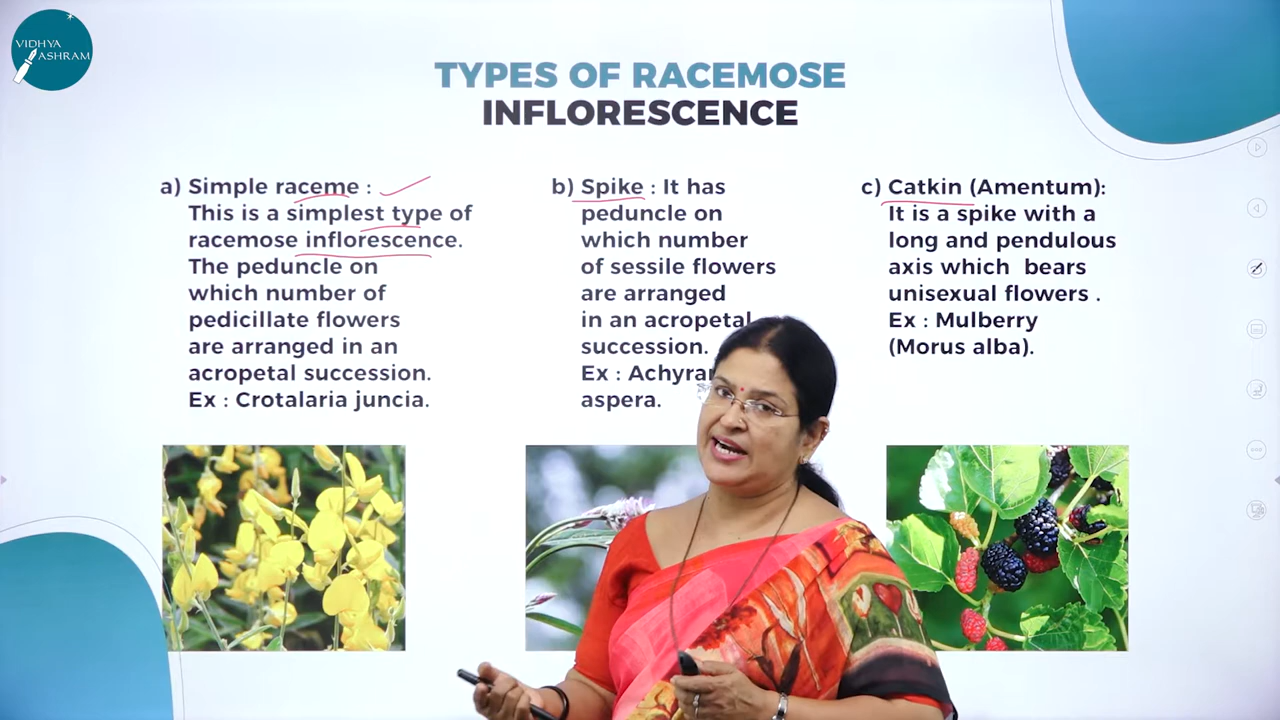 VIDHYA
ASHRAM
TYPES OF RACEMOSE
INFLORESCENCE
a) Simple raceme :
This is a simplest type of
racemose inflorescence.
The peduncle on
which number of
pedicillate flowers
are arranged in an
acropetal succession.
Ex : Crotalaria juncia.
b) Spike : It has
peduncle on
which number
of sessile flowers
are arranged
in an acropetal
succession.
Ex :
aspera.
c) Catkin (Amentum):
It is a spike with a
long and pendulous
axis which bears
unisexual flowers .
Ex : Mulberry
(Morus alba).